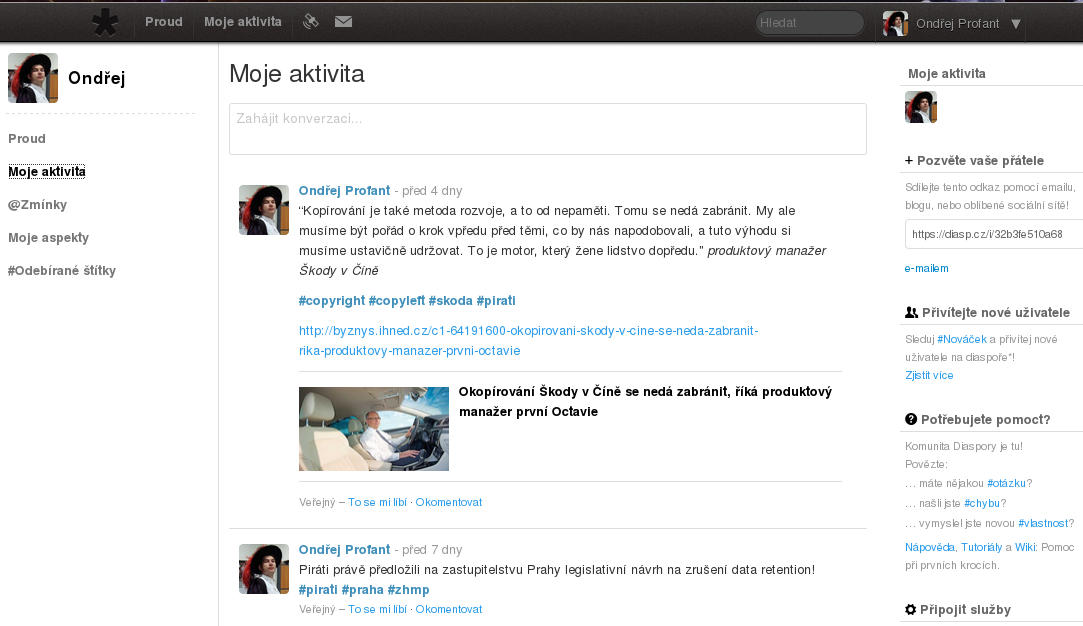 Proud
Moje aktivita
Hledat
Ondřej Profant ▼
Ondřej
Proud
Moje aktivita
@Zmínky
Moje aspekty
#Odebírané štítky
Moje aktivita
Zahájit konverzaci...
Ondřej Profant - před 4 dny
“Kopírování je také metoda rozvoje, a to od nepaměti. Tomu se nedá zabránit. My ale
musíme být pořád o krok vpředu před těmi, co by nás napodobovali, a tuto výhodu si
musíme ustavičně udržovat. To je motor, který žene lidstvo dopředu.” produktový manažer
Škody v Číně
#copyright #copyleft #skoda #pirati
http://byznys.ihned.cz/c1-64191600-okopirovani-skody-v-cine-se-neda-zabranit-
rika-produktovy-manazer-prvni-octavie
Okopírování Škody v Číně se nedá zabránit, říká produktový
manažer první Octavie
Veřejný – To se mi líbí · Okomentovat
Ondřej Profant - před 7 dny
Piráti právě předložili na zastupitelstvu Prahy legislativní návrh na zrušení data retention!
#pirati #praha #zhmp
Veřejný – To se mi líbí · Okomentovat
Moje aktivita
+ Pozvěte vaše přátele
Sdílejte tento odkaz pomocí emailu,
blogu, nebo oblíbené sociální sítě!
https://diasp.cz/i/32b3fe510a68
e-mailem
Přivítejte nové uživatele
Sleduj #Nováček a přivítej nové
uživatele na diaspoře*!
Zjistit více
Potřebujete pomoct?
Komunita Diaspory je tu!
Povězte:
... máte nějakou #otázku?
... našli jste #chybu?
... vymyslel jste novou #vlastnost?
Nápověda, Tutoriály a Wiki: Pomoc
při prvních krocích.
Připojit služby